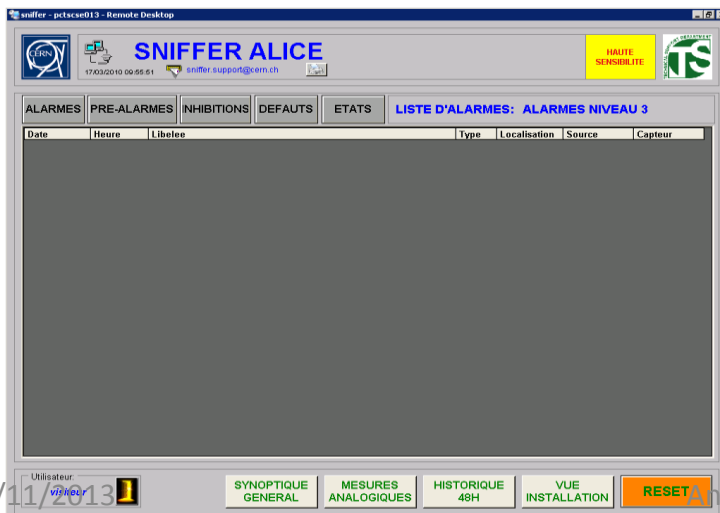 sniffer - pctscse013 - Remote Desktop
CERN
SNIFFER ALICE
17/03/2010 09:55:51
sniffer.support@cern.ch
HAUTE
SENSIBILITE
TS
ALARMES PRE-ALARMES INHIBITIONS DEFAUTS ETATS LISTE D'ALARMES: ALARMES NIVEAU 3
Date Heure Libelee Type Localisation Source Capteur
Utilisateur:
visiteur
/11/2013
SYNOPTIQUE
GENERAL
MESURES
ANALOGIQUES
HISTORIQUE
48H
VUE
INSTALLATION
RESET
An